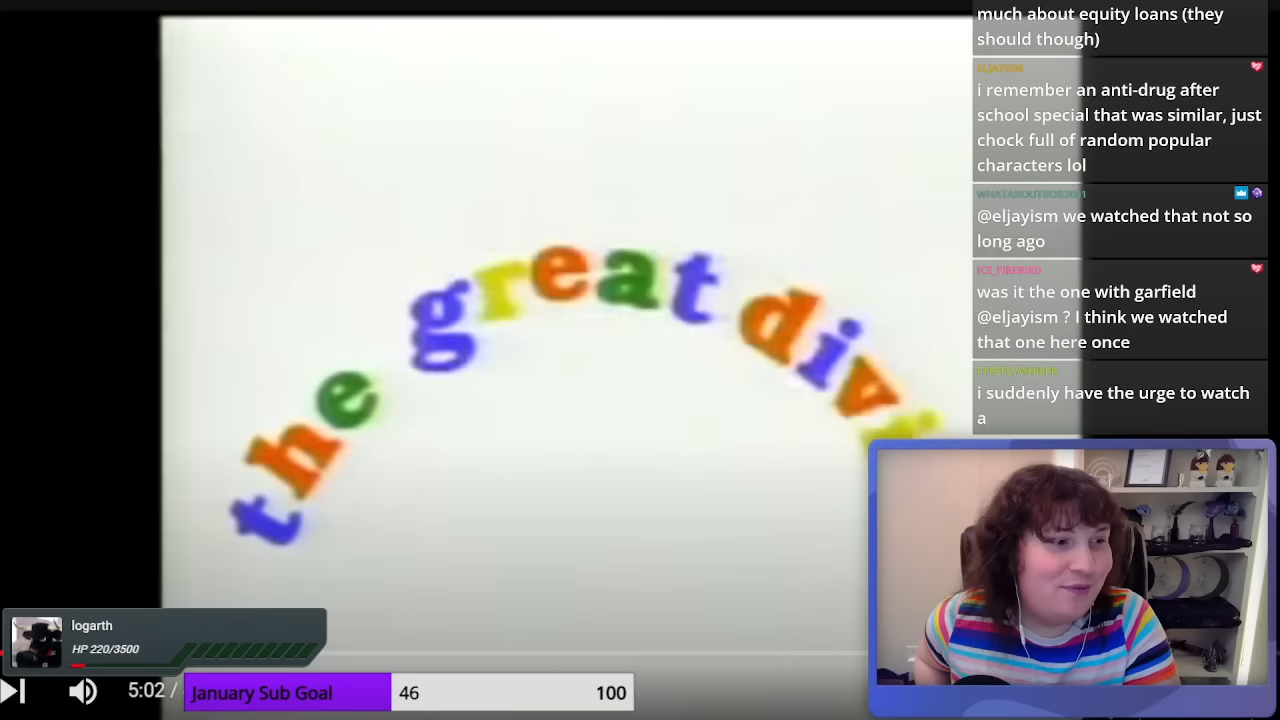 much about equity loans (they
should though)
ELJAYISM
i remember an anti-drug after
school special that was similar, just
chock full of random popular
characters lol
WHATABOUTBOB2001
@eljayism we watched that not so
long ago
ICE_FIREBIRD
was it the one with garfield
@eljayism ? I think we watched
that one here once
i suddenly have the urge to watch
a
the great div
logarth
HP 220/3500
5:02 /
January Sub Goal 46 100